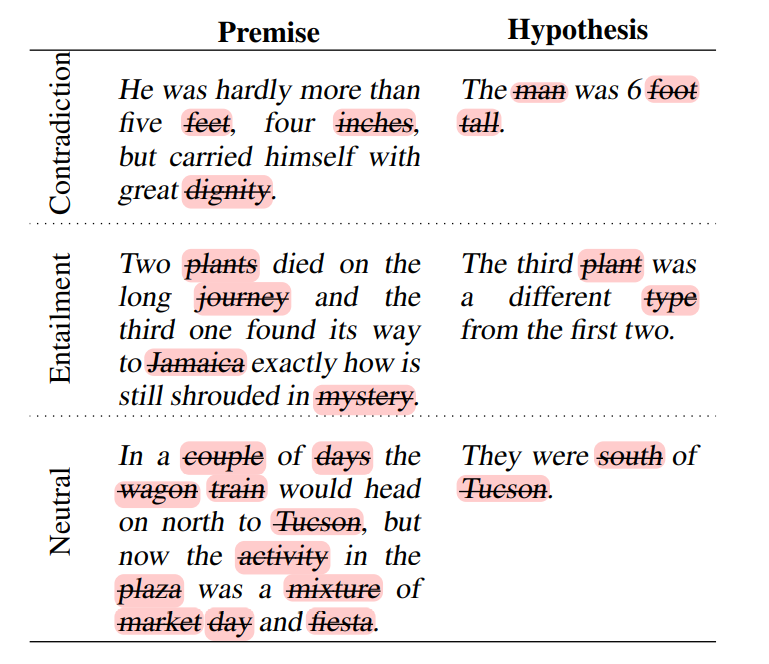 Premise
Hypothesis
Contradiction
He was hardly more than
five feet, four inches,
but carried himself with
great dignity.
The man was 6 foot
tall.
Entailment
Two plants died on the
long journey and the
third one found its way
to Jamaica exactly how is
still shrouded in mystery.
The third plant was
a different type
from the first two.
Neutral
In a couple of days the
wagon train would head
on north to Tucson, but
now the activity in the
plaza was a mixture of
market day and fiesta.
They were south of
Tucson.